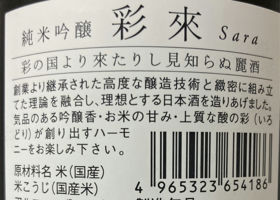 純米吟醸 彩來 Sara
彩の国より來たりし見知らぬ麗酒
創業より継承された高度な醸造技術と緻密に組み立
てた理論を融合し、理想とする日本酒を造りあげました。
気品のある吟醸香・お米の甘み・上質な酸の彩（いろ
どり）が創り出すハーモ
ニーをお楽しみ下さい。
原材料名 米（国産）
米こうじ（国産米）
4 965323 654186